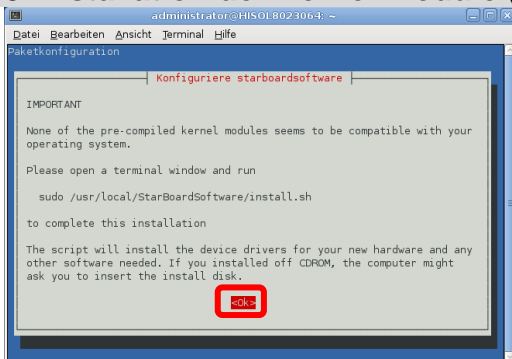 administrator@HISOL8023064: ~
Datei Bearbeiten Ansicht Terminal Hilfe
Paketkonfiguration
Konfiguriere starboardsoftware
IMPORTANT
None of the pre-compiled kernel modules seems to be compatible with your
operating system.
Please open a terminal window and run
sudo /usr/local/StarBoardSoftware/install.sh
to complete this installation
The script will install the device drivers for your new hardware and any
other software needed. If you installed off CDROM, the computer might
ask you to insert the install disk.
<Ok>